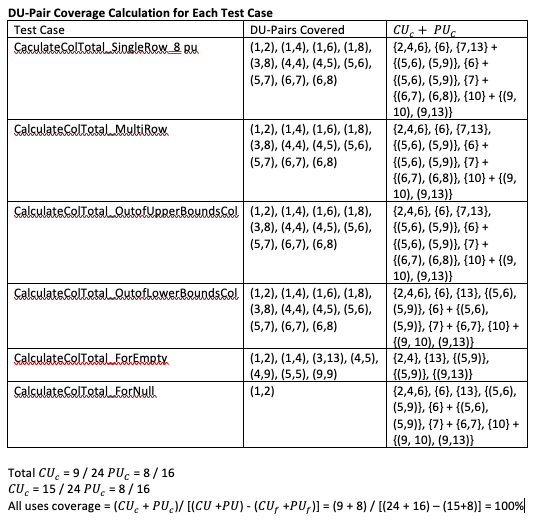 DU-Pair Coverage Calculation for Each Test Case
Test Case DU-Pairs Covered CUc + PUc
CaculateColTotal_SingleRow_8 pu (1,2), (1,4), (1,6), (1,8), {2,4,6}, {6}, {7,13} +
(3,8), (4,4), (4,5), (5,6), {(5,6), (5,9)}, {6} +
(5,7), (6,7), (6,8) {(5,6), (5,9)}, {7} +
{(6,7), (6,8)}, {10} + {(9,
10), (9,13)}
CalculateColTotal_MultiRow (1,2), (1,4), (1,6), (1,8), {2,4,6}, {6}, {7,13},
(3,8), (4,4), (4,5), (5,6), {(5,6), (5,9)}, {6} +
(5,7), (6,7), (6,8) {(5,6), (5,9)}, {7} +
{(6,7), (6,8)}, {10} + {(9,
10), (9,13)}
CalculateColTotal_OutofUpperBoundsCol (1,2), (1,4), (1,6), (1,8), {2,4,6}, {6}, {7,13},
(3,8), (4,4), (4,5), (5,6), {(5,6), (5,9)}, {6} +
(5,7), (6,7), (6,8) {(5,6), (5,9)}, {7} +
{(6,7), (6,8)}, {10} + {(9,
10), (9,13)}
CalculateColTotal_OutofLowerBoundsCol (1,2), (1,4), (1,6), (1,8), {2,4,6}, {6}, {13}, {(5,6),
(3,8), (4,4), (4,5), (5,6), (5,9)}, {6} + {(5,6),
(5,7), (6,7), (6,8) (5,9)}, {7} + {6,7}, {10} +
{(9, 10), (9,13)}
CalculateColTotal_ForEmpty (1,2), (1,4), (3,13), (4,5), {2,4}, {13}, {(5,9)},
(4,9), (5,5), (9,9) {(5,9)}, {(9,13)}
CalculateColTotal_ForNull (1,2) {2,4,6}, {6}, {13}, {(5,6),
(5,9)}, {6} + {(5,6),
(5,9)}, {7} + {6,7}, {10} +
{(9, 10), (9,13)}
Total CUc = 9 / 24 PUc = 8 / 16
CUc = 15 / 24 PUc = 8 / 16
All uses coverage = (CUc + PUc)/ [(CU +PU) - (CUf +PUf)] = (9 + 8) / [(24 + 16) – (15+8)] = 100%